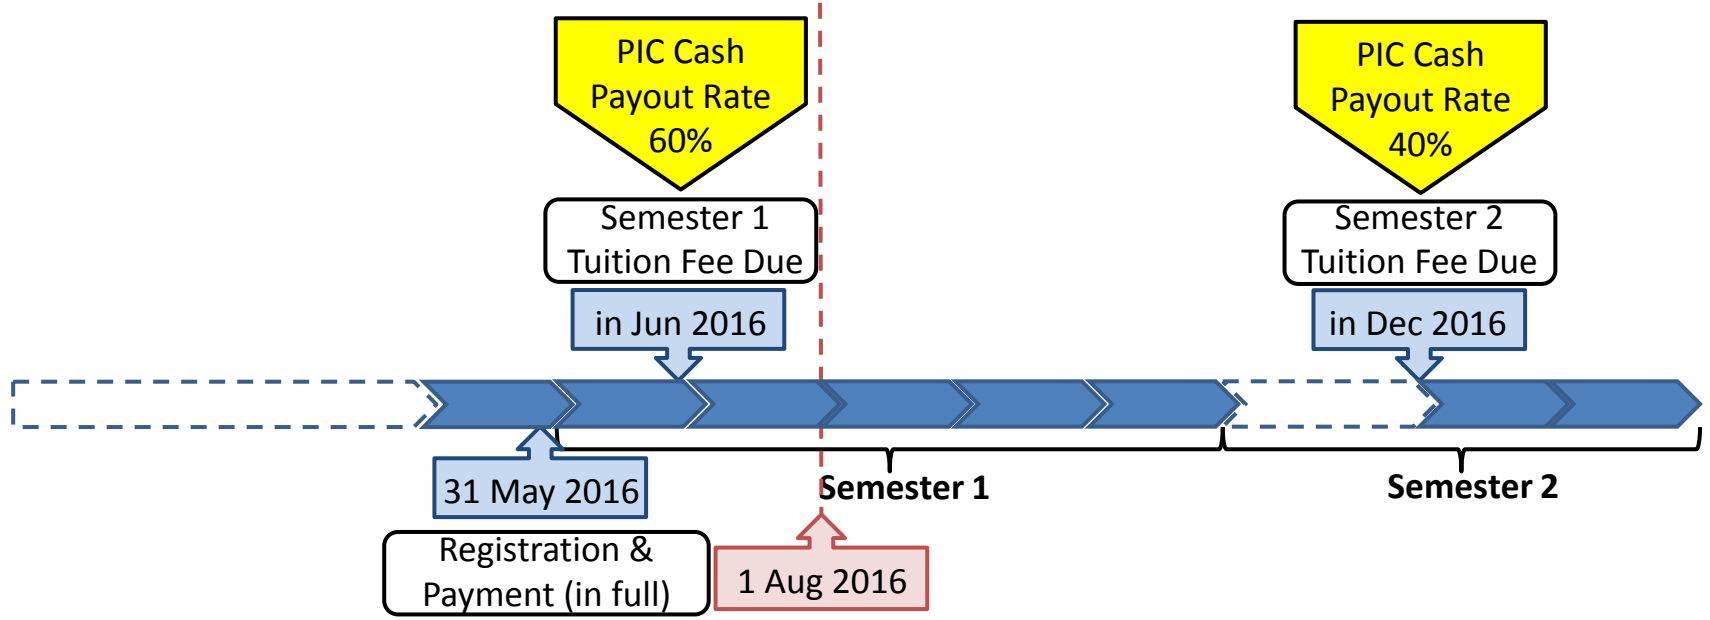 PIC Cash
Payout Rate
60%
PIC Cash
Payout Rate
40%
Semester 1
Tuition Fee Due
Semester 2
Tuition Fee Due
in Jun 2016
in Dec 2016
31 May 2016
Semester 1
Semester 2
Registration &
Payment (in full)
1 Aug 2016